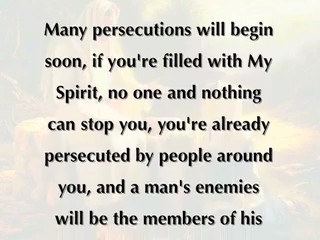 Many persecutions will begin
soon, if you're filled with My
Spirit, no one and nothing
can stop you, you're already
persecuted by people around
you, and a man's enemies
will be the members of his